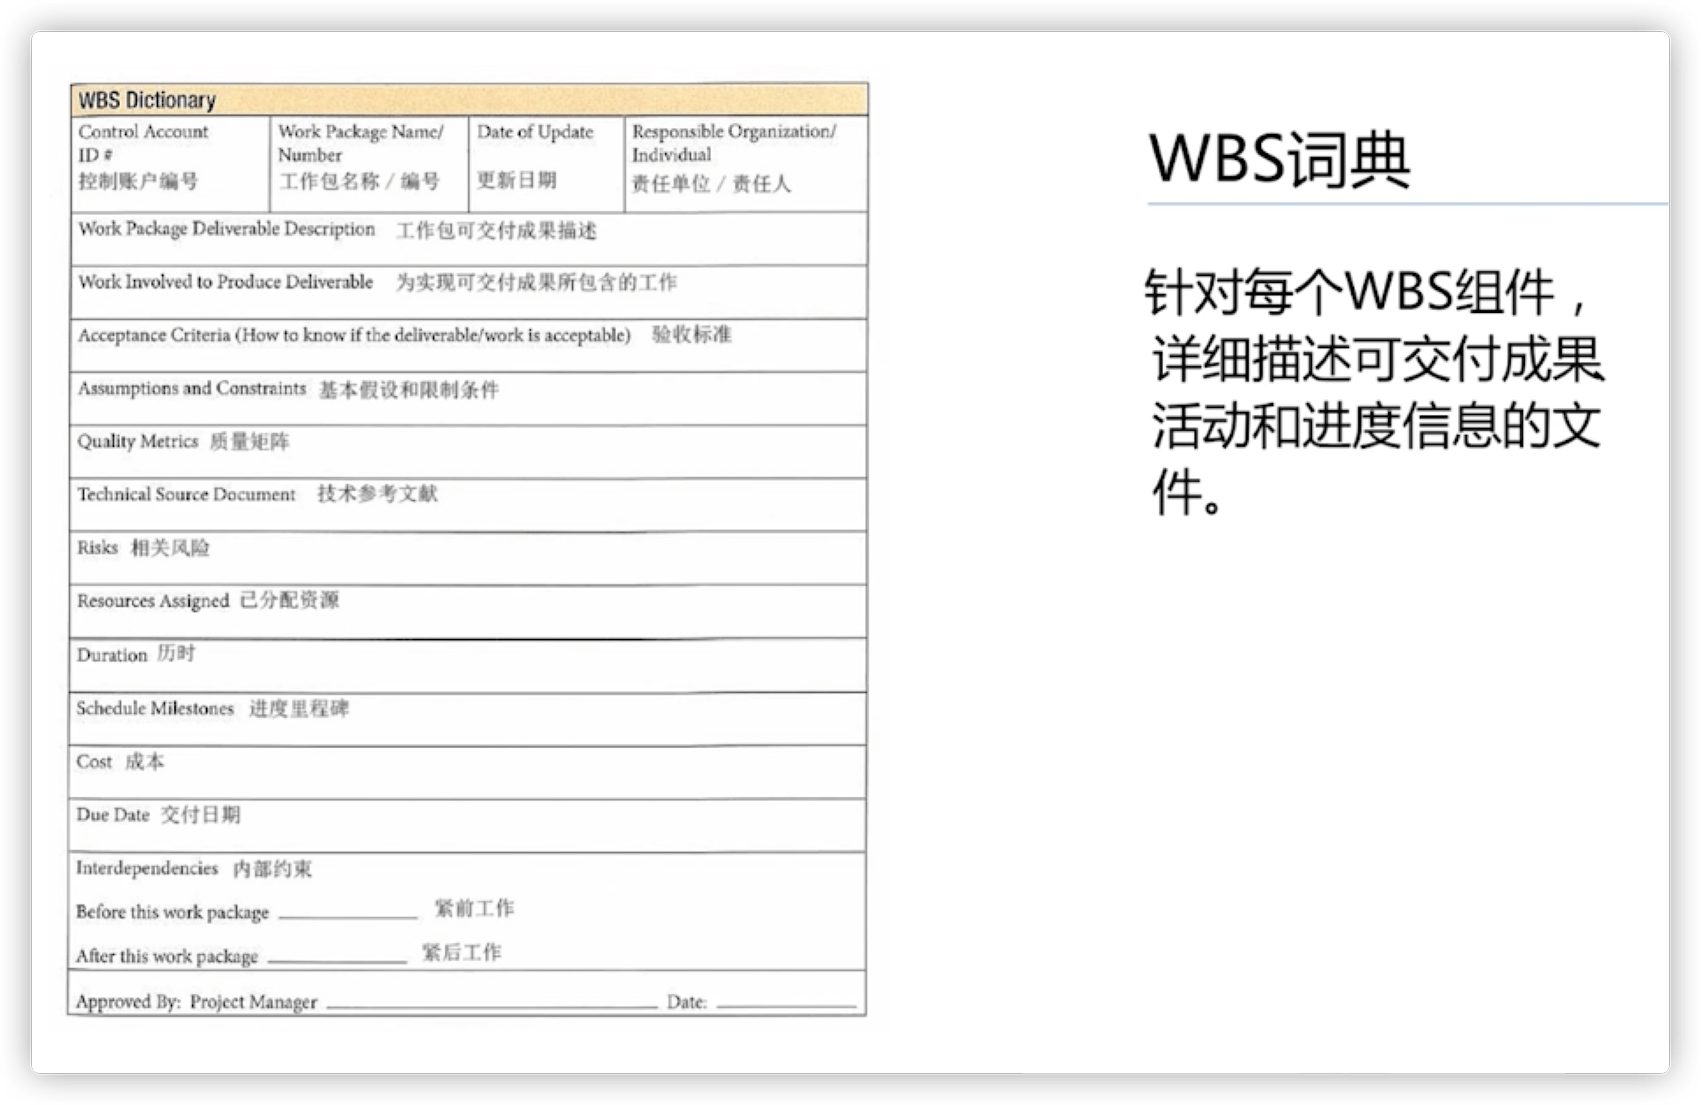 WBS Dictionary
Control Account
ID #
控制账户编号
Work Package Name/
Number
工作包名称 / 编号
Date of Update
更新日期
Responsible Organization/
Individual
责任单位 / 责任人
Work Package Deliverable Description 工作包可交付成果描述
Work Involved to Produce Deliverable 为实现可交付成果所包含的工作
Acceptance Criteria (How to know if the deliverable/work is acceptable) 验收标准
Assumptions and Constraints 基本假设和限制条件
Quality Metrics 质量矩阵
Technical Source Document 技术参考文献
Risks 相关风险
Resources Assigned 已分配资源
Duration 历时
Schedule Milestones 进度里程碑
Cost 成本
Due Date 交付日期
Interdependencies 内部约束
Before this work package 紧前工作
After this work package 紧后工作
Approved By: Project Manager Date:
WBS词典
针对每个WBS组件，
详细描述可交付成果
活动和进度信息的文
件。